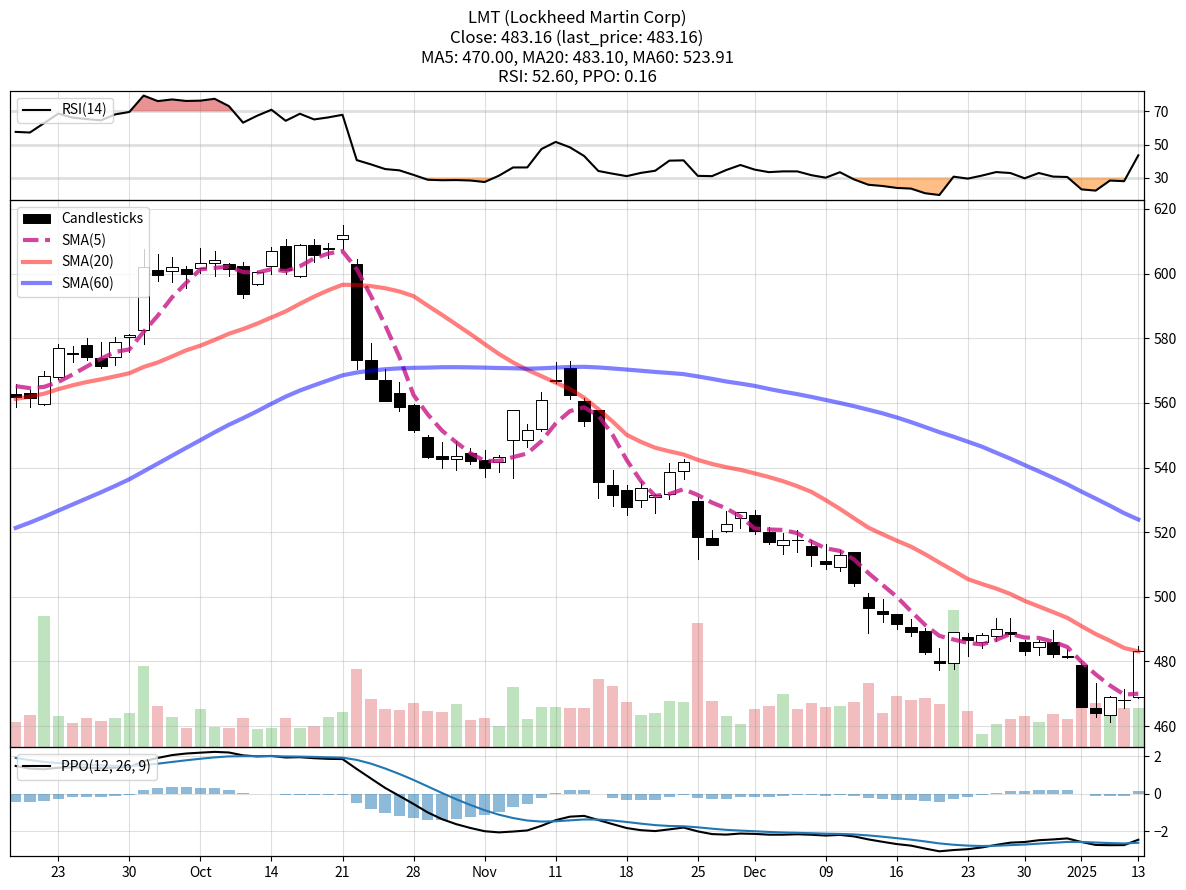 LMT (Lockheed Martin Corp)
Close: 483.16 (last_price: 483.16)
MA5: 470.00, MA20: 483.10, MA60: 523.91
RSI: 52.60, PPO: 0.16
RSI(14)
70
50
30
Candlesticks
SMA(5)
SMA(20)
SMA(60)
620
600
580
560
540
520
500
480
460
PPO(12, 26, 9)
2
0
−2
23 30 Oct 14 21 28 Nov 11 18 25 Dec 09 16 23 30 2025 13